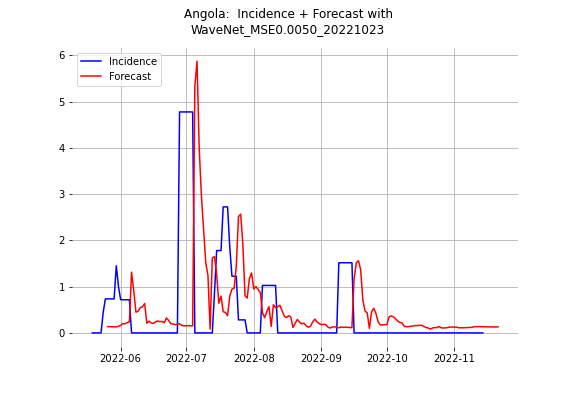 Angola:  Incidence + Forecast with
WaveNet_MSE0.0050_20221023
Incidence
Forecast
6
5
4
3
2
1
0
2022-06 2022-07 2022-08 2022-09 2022-10 2022-11